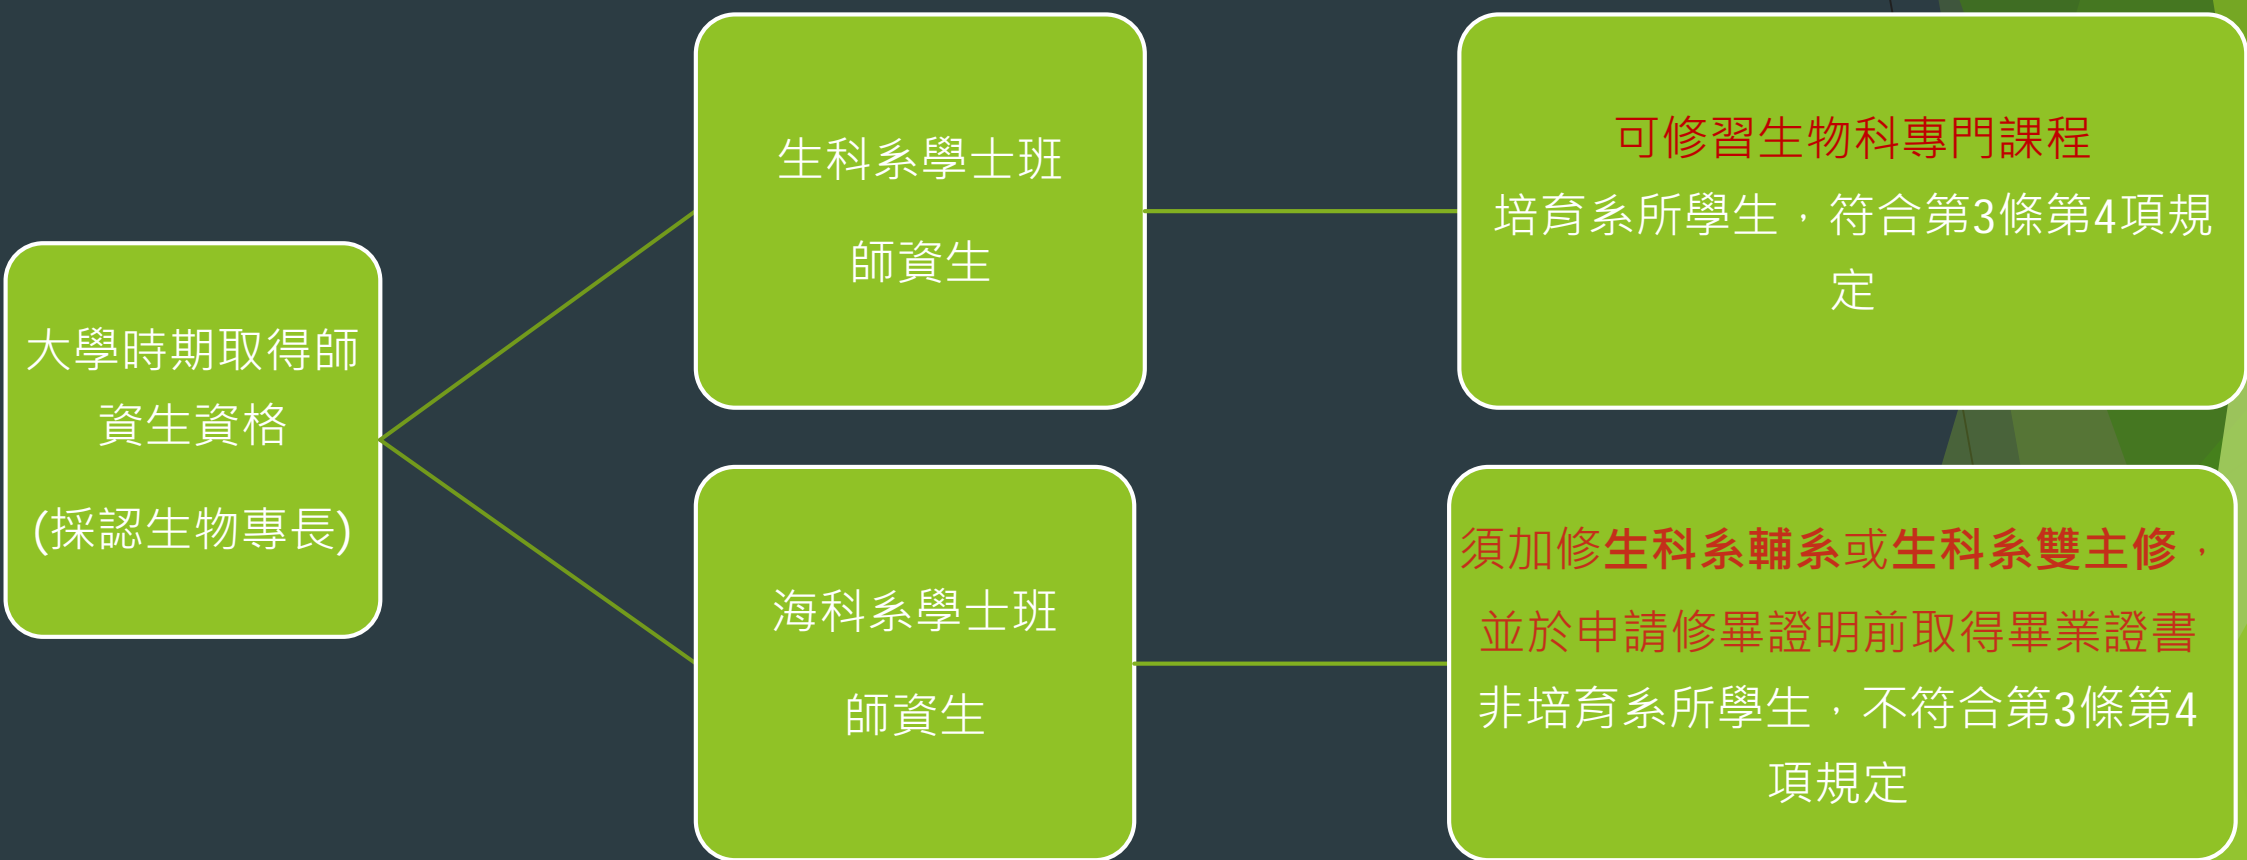 大學時期取得師
資生資格
(採認生物專長)
生科系學士班
師資生
可修習生物科專門課程
培育系所學生，符合第3條第4項規
定
海科系學士班
師資生
須加修生科系輔系或生科系雙主修，
並於申請修畢證明前取得畢業證書
非培育系所學生，不符合第3條第4
項規定